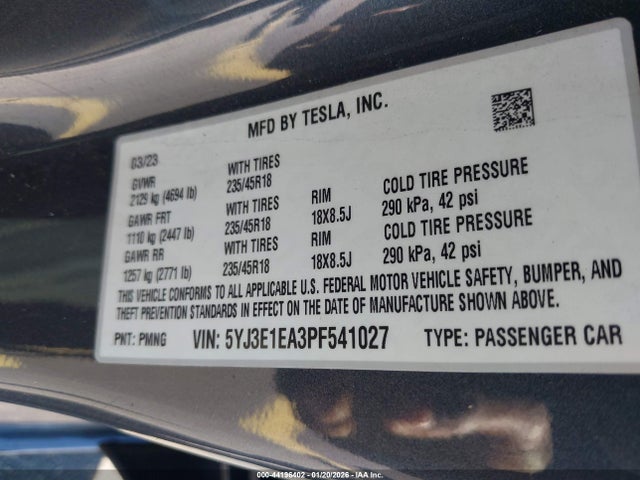 MFD BY TESLA, INC.
03/23
GVWR WITH TIRES
2129 kg (4694 lb) 235/45R18 RIM COLD TIRE PRESSURE
GAWR FRT WITH TIRES 18X8.5J 290 kPa, 42 psi
1110 kg (2447 lb) 235/45R18 RIM COLD TIRE PRESSURE
GAWR RR WITH TIRES 18X8.5J 290 kPa, 42 psi
1257 kg (2771 lb) 235/45R18
THIS VEHICLE CONFORMS TO ALL APPLICABLE U.S. FEDERAL MOTOR VEHICLE SAFETY, BUMPER, AND
THEFT PREVENTION STANDARDS IN EFFECT ON THE DATE OF MANUFACTURE SHOWN ABOVE.
PNT: PMNG VIN: 5YJ3E1EA3PF541027 TYPE: PASSENGER CAR
000-44136402 - 01/20/2026 - IAA Inc.